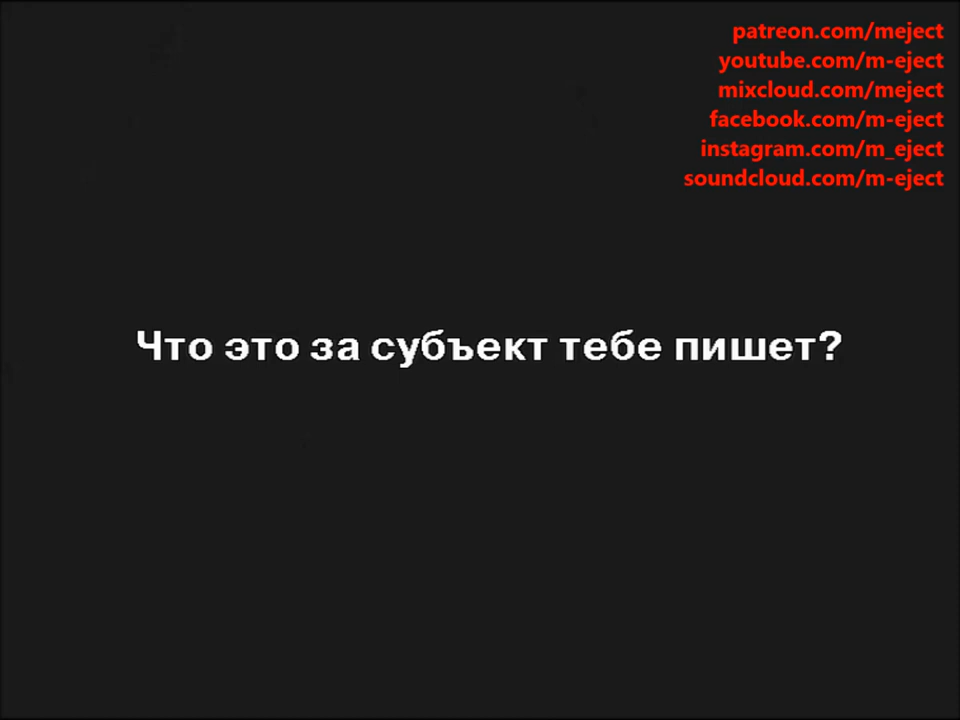 patreon.com/meject
youtube.com/m-eject
mixcloud.com/meject
facebook.com/m-eject
instagram.com/m_eject
soundcloud.com/m-eject
Что это за субъект тебе пишет?